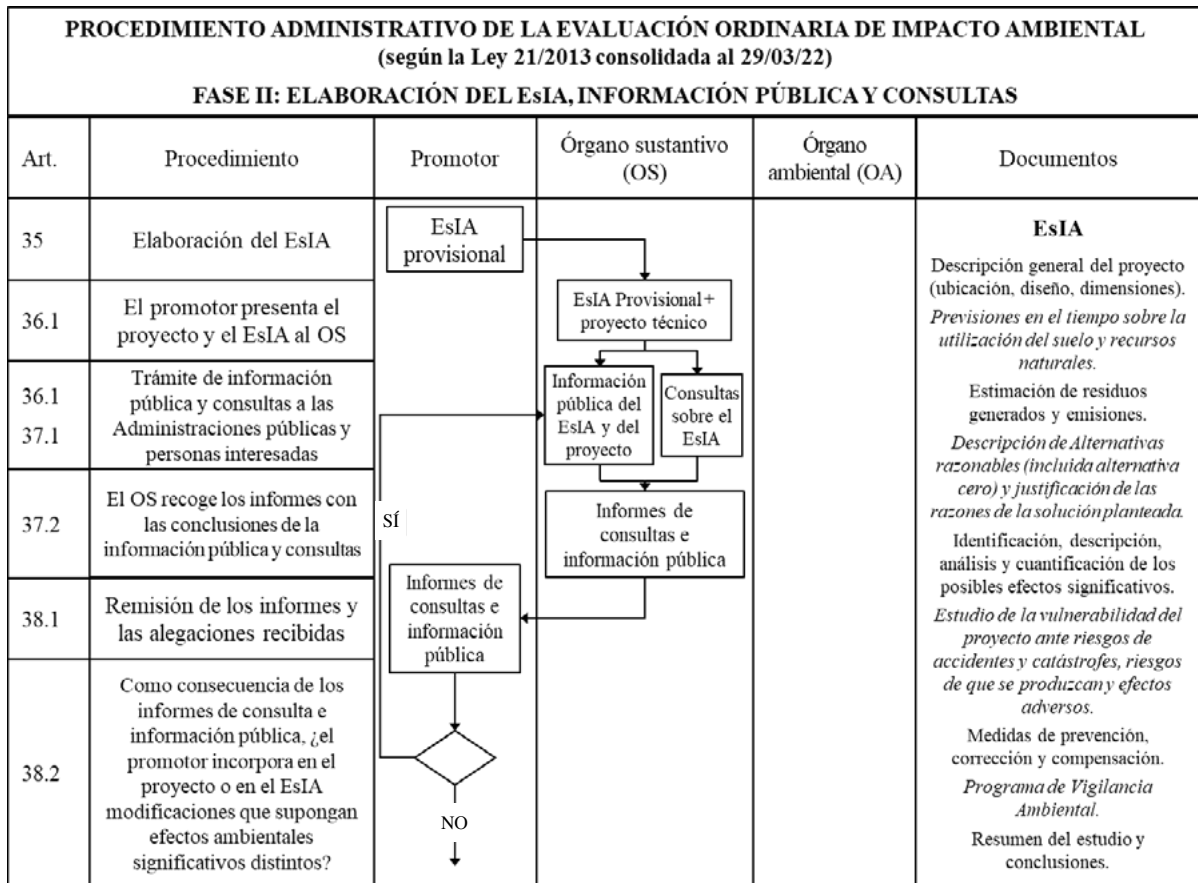 PROCEDIMIENTO ADMINISTRATIVO DE LA EVALUACIÓN ORDINARIA DE IMPACTO AMBIENTAL
(según la Ley 21/2013 consolidada al 29/03/22)
FASE II: ELABORACIÓN DEL EsIA, INFORMACIÓN PÚBLICA Y CONSULTAS
Art.
Procedimiento
Promotor
Órgano sustantivo
(OS)
Órgano
ambiental (OA)
Documentos
35
Elaboración del EsIA
EsIA
provisional
36.1
El promotor presenta el
proyecto y el EsIA al OS
EsIA Provisional +
proyecto técnico
36.1
37.1
Trámite de información
pública y consultas a las
Administraciones públicas y
personas interesadas
Información
pública del
EsIA y del
proyecto
Consultas
sobre el
EsIA
37.2
El OS recoge los informes con
las conclusiones de la
información pública y consultas
SÍ
Informes de
consultas e
información pública
38.1
Remisión de los informes y
las alegaciones recibidas
Informes de
consultas e
información
pública
38.2
Como consecuencia de los
informes de consulta e
información pública, ¿el
promotor incorpora en el
proyecto o en el EsIA
modificaciones que supongan
efectos ambientales
significativos distintos?
NO
EsIA
Descripción general del proyecto
(ubicación, diseño, dimensiones).
Previsiones en el tiempo sobre la
utilización del suelo y recursos
naturales.
Estimación de residuos
generados y emisiones.
Descripción de Alternativas
razonables (incluida alternativa
cero) y justificación de las
razones de la solución planteada.
Identificación, descripción,
análisis y cuantificación de los
posibles efectos significativos.
Estudio de la vulnerabilidad del
proyecto ante riesgos de
accidentes y catástrofes, riesgos
de que se produzcan y efectos
adversos.
Medidas de prevención,
corrección y compensación.
Programa de Vigilancia
Ambiental.
Resumen del estudio y
conclusiones.